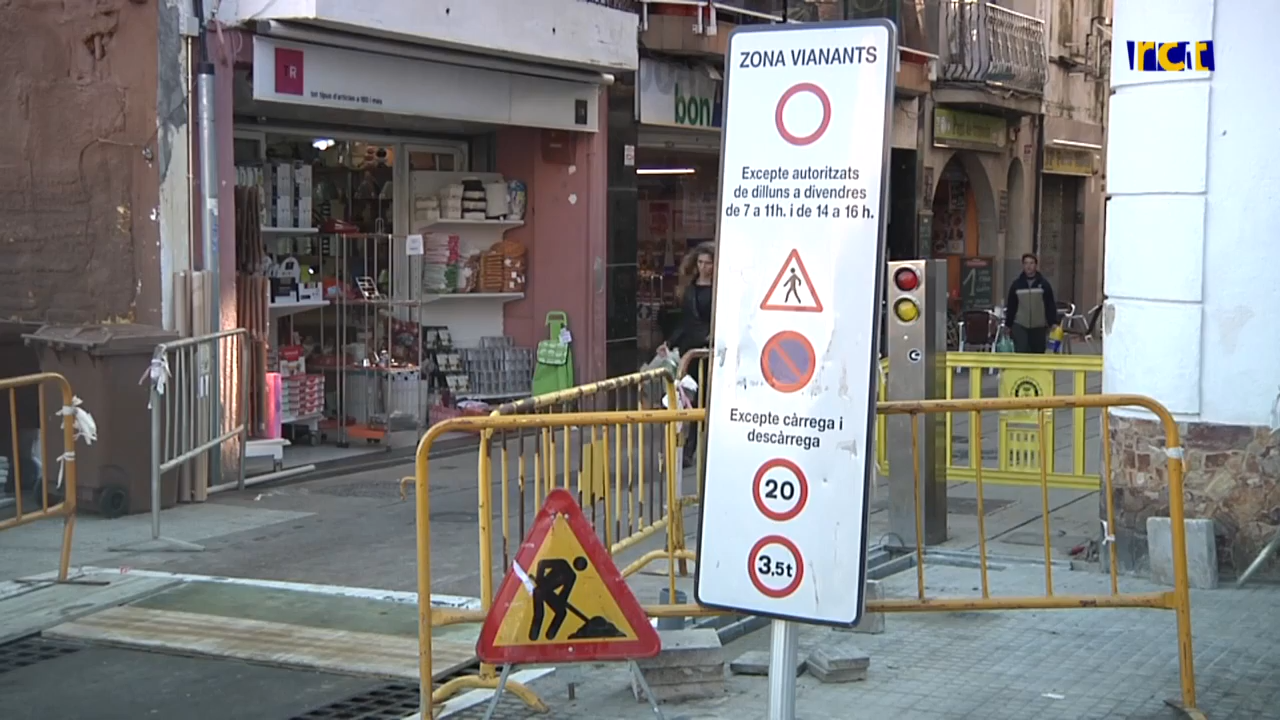 rct
ZONA VIANANTS
Excepte autoritzats
de dilluns a divendres
de 7 a 11h. i de 14 a 16 h.
Excepte càrrega i
descàrrega
20
3,5t
bon